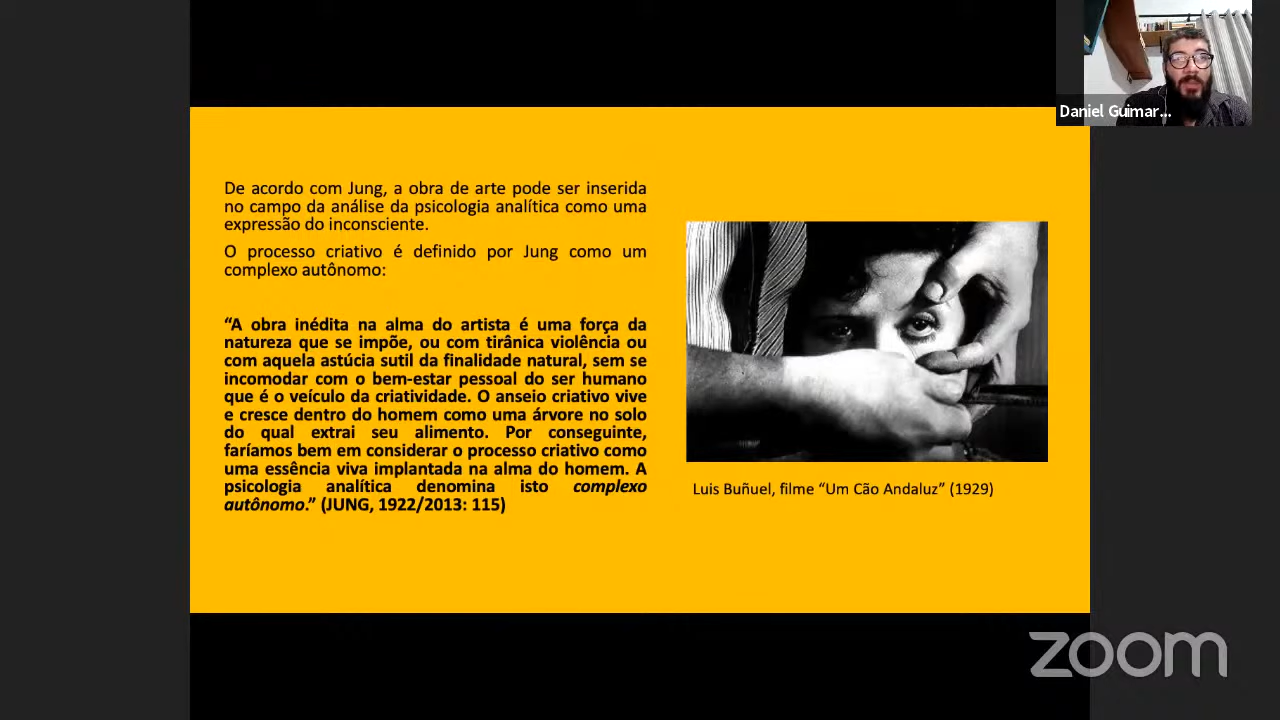 Daniel Guimar...
De acordo com Jung, a obra de arte pode ser inserida
no campo da análise da psicologia analítica como uma
expressão do inconsciente.
O processo criativo é definido por Jung como um
complexo autônomo:
“A obra inédita na alma do artista é uma força da
natureza que se impõe, ou com tirânica violência ou
com aquela astúcia sutil da finalidade natural, sem se
incomodar com o bem-estar pessoal do ser humano
que é o veículo da criatividade. O anseio criativo vive
e cresce dentro do homem como uma árvore no solo
do qual extrai seu alimento. Por conseguinte,
faríamos bem em considerar o processo criativo como
uma essência viva implantada na alma do homem. A
psicologia analítica denomina isto complexo
autônomo.” (JUNG, 1922/2013: 115)
Luis Buñuel, filme “Um Cão Andaluz” (1929)
zoom